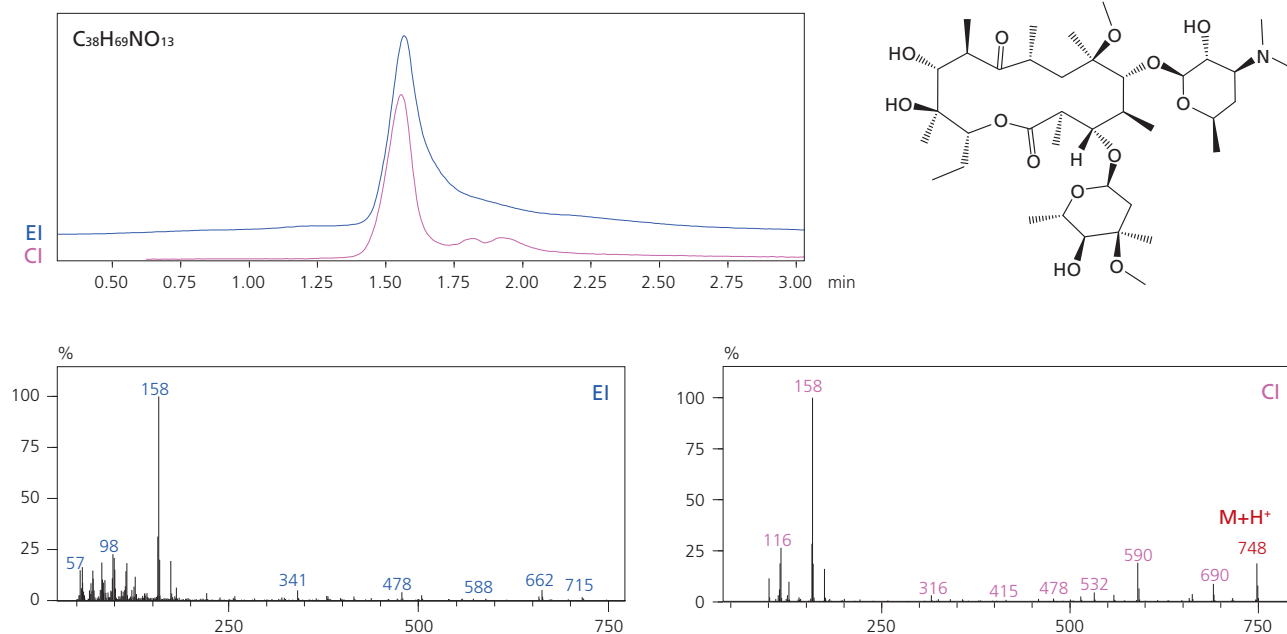 C₃₈H₆₉NO₁₃
EI
CI
0.50 0.75 1.00 1.25 1.50 1.75 2.00 2.25 2.50 2.75 3.00 min
O
O
HO
O
HO
N
O
HO
O
O
O
H
O
O
HO
O
%
EI
100
75
50
25
0
158
57
98
341
478
588
662
715
250 500 750
%
CI
100
75
50
25
0
158
116
316
415
478
532
590
690
M+H⁺
748
250 500 750